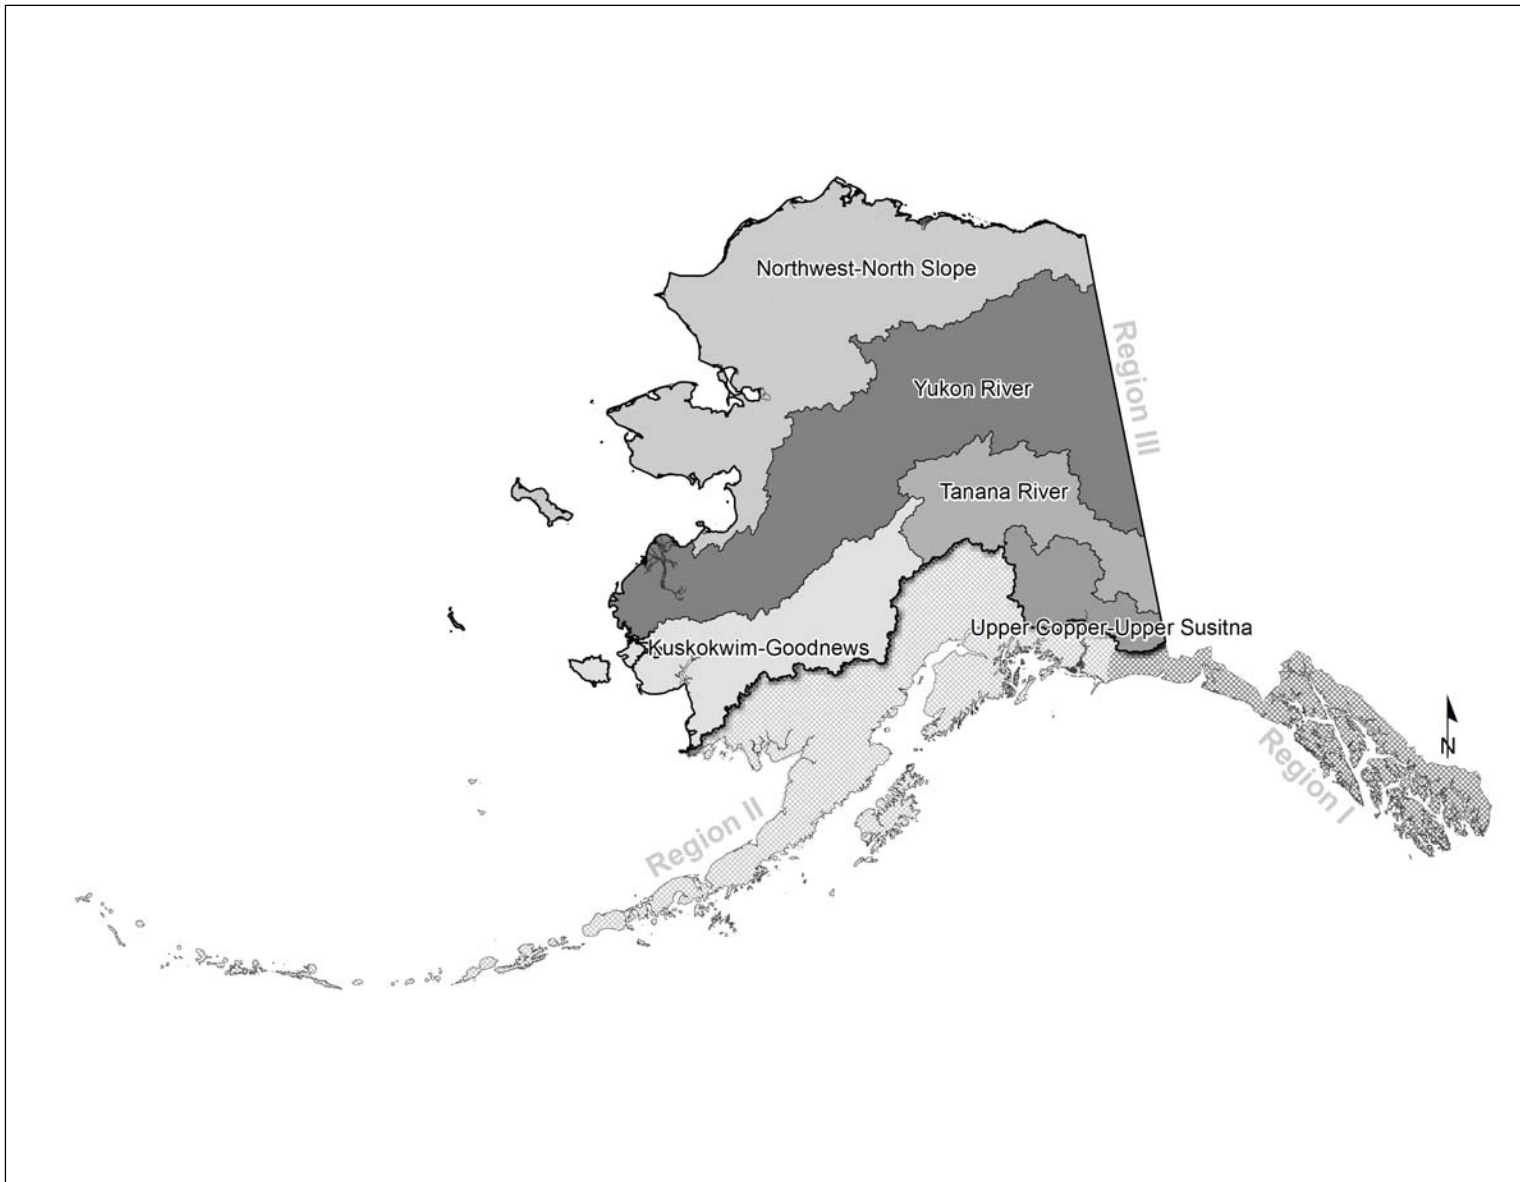 Northwest-North Slope
Region III
Yukon River
Tanana River
Upper Copper-Upper Susitna
Kuskokwim-Goodnews
N
Region I
Region II